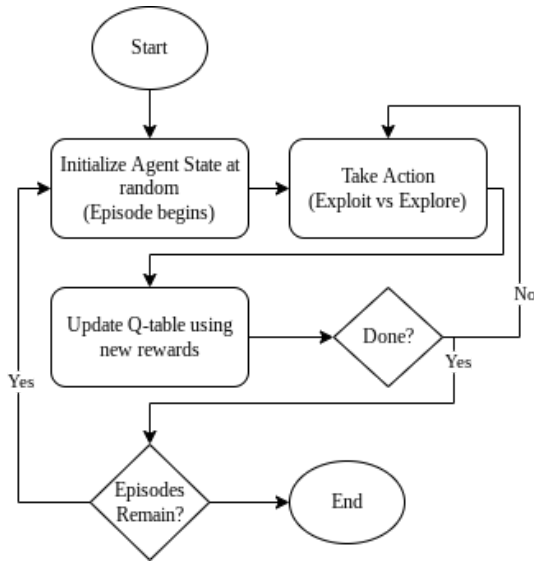 Start
Initialize Agent State at
random
(Episode begins)
Take Action
(Exploit vs Explore)
No
Update Q-table using
new rewards
Done?
Yes
Yes
Episodes
Remain?
End